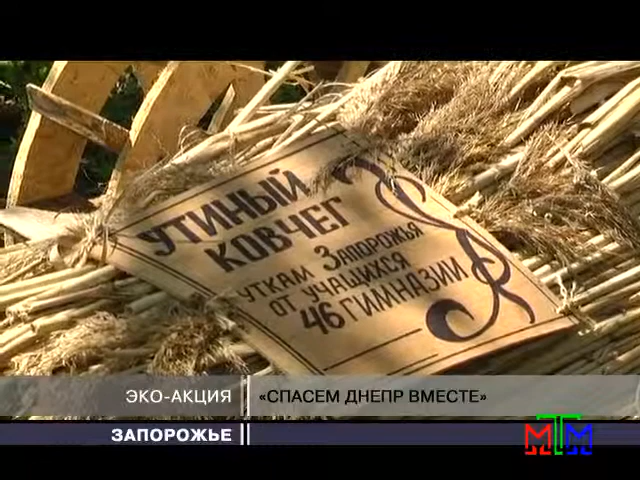 УТИНЫЙ
КОВЧЕГ
УТКАМ ЗАПОРОЖЬЯ
ОТ УЧАЩИХСЯ
46 ГИМНАЗИИ
ЭКО-АКЦИЯ
«СПАСЕМ ДНЕПР ВМЕСТЕ»
ЗАПОРОЖЬЕ
МТМ